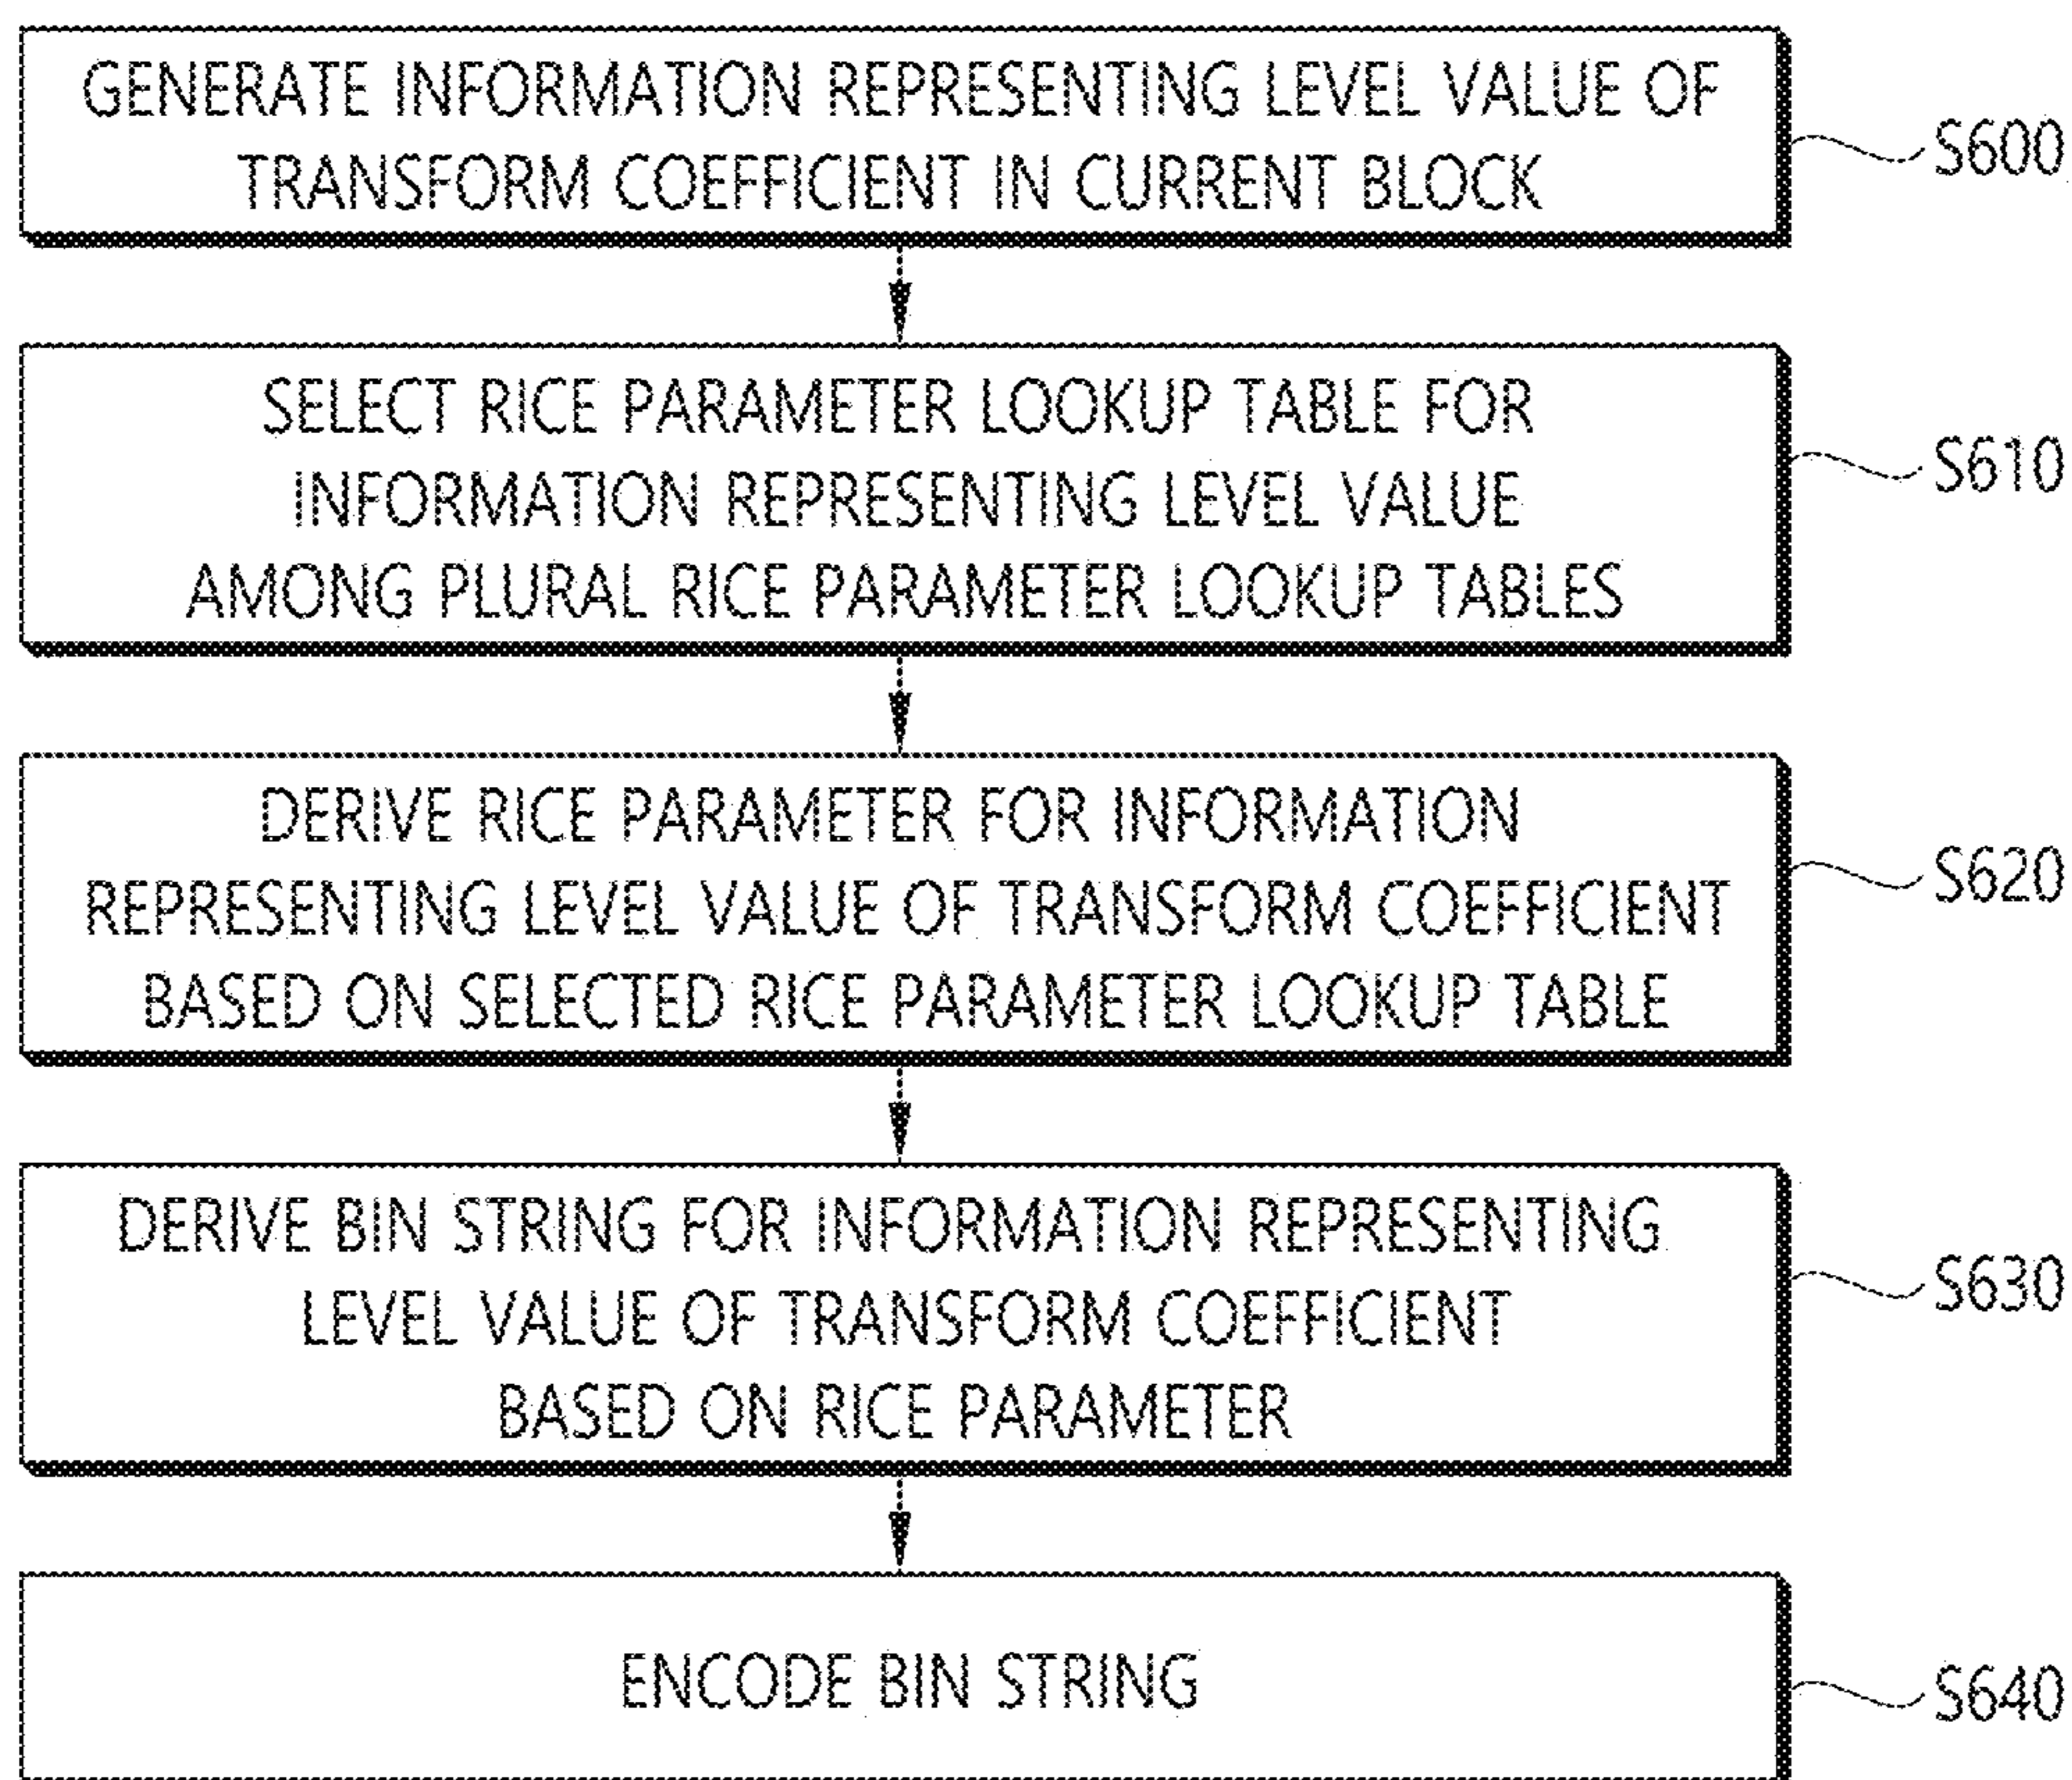 GENERATE INFORMATION REPRESENTING LEVEL VALUE OF
TRANSFORM COEFFICIENT IN CURRENT BLOCK
S600
SELECT RICE PARAMETER LOOKUP TABLE FOR
INFORMATION REPRESENTING LEVEL VALUE
AMONG PLURAL RICE PARAMETER LOOKUP TABLES
S610
DERIVE RICE PARAMETER FOR INFORMATION
REPRESENTING LEVEL VALUE OF TRANSFORM COEFFICIENT
BASED ON SELECTED RICE PARAMETER LOOKUP TABLE
S620
DERIVE BIN STRING FOR INFORMATION REPRESENTING
LEVEL VALUE OF TRANSFORM COEFFICIENT
BASED ON RICE PARAMETER
S630
ENCODE BIN STRING
S640